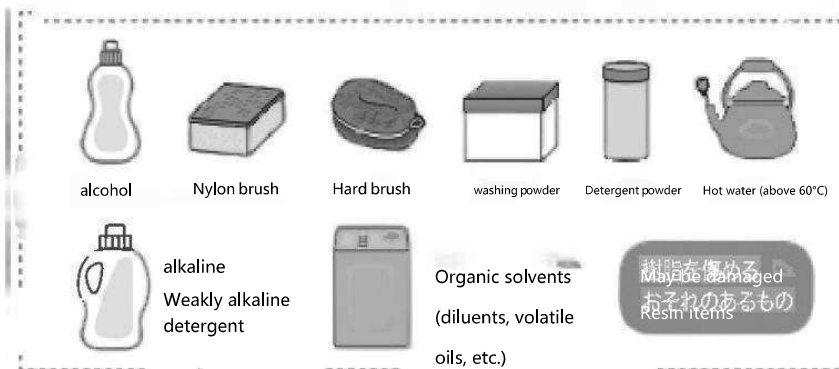 alcohol
Nylon brush
Hard brush
washing powder
Detergent powder
Hot water (above 60°C)
alkaline
Weakly alkaline
detergent
Organic solvents
(diluents, volatile
oils, etc.)
樹脂を傷める
May be damaged
おそれのあるもの
Resin items